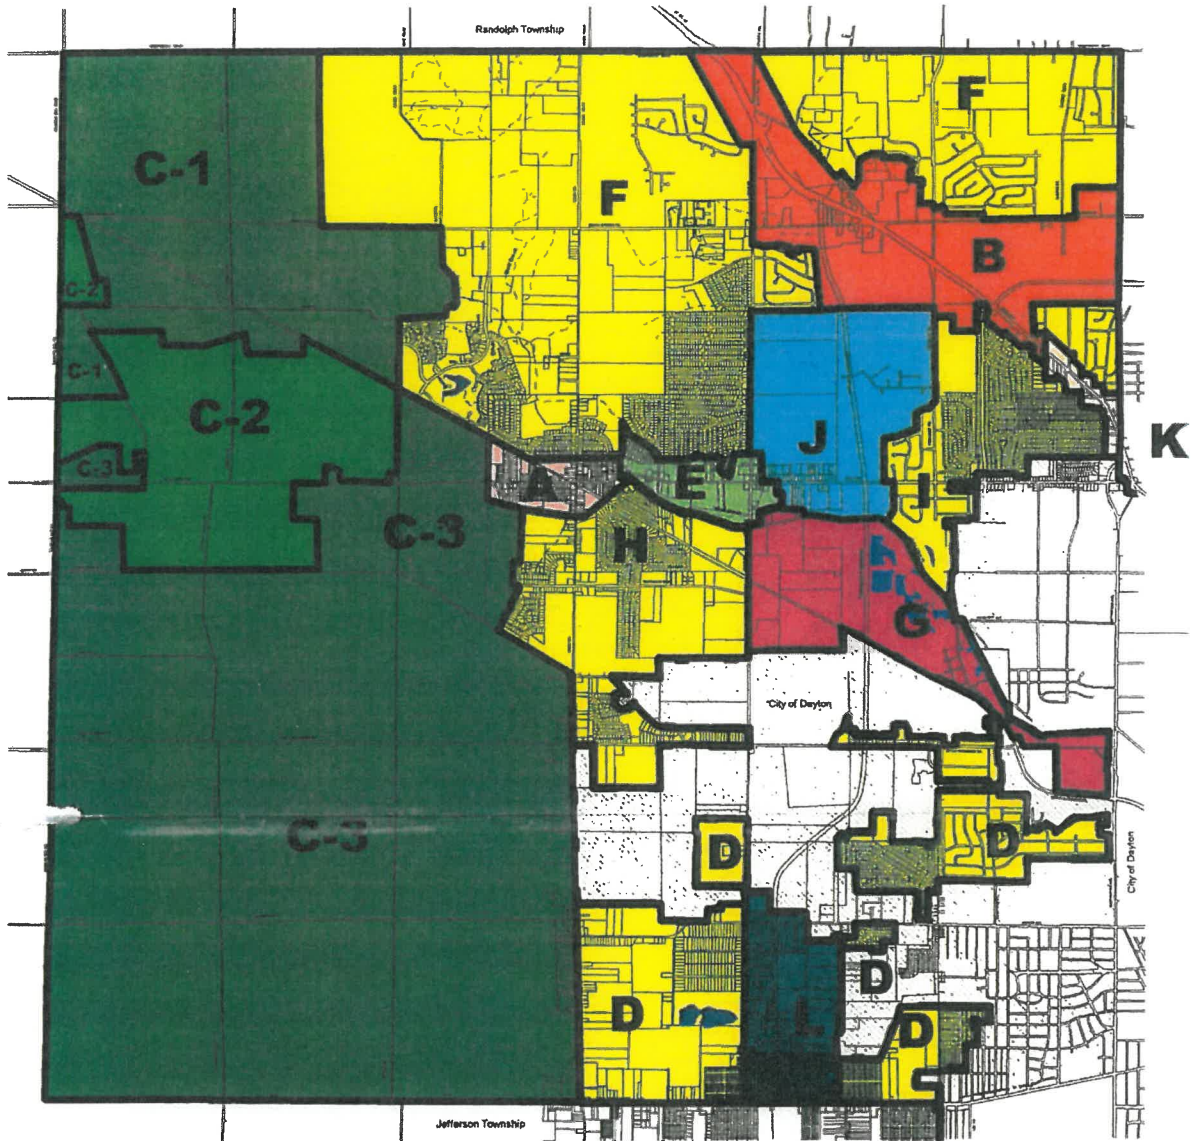 Randolph Township
C-1
F
F
B
C-2
C-1
C-2
J
K
C-3
A
E
I
C-3
H
G
City of Dayton
C-3
D
D
City of Dayton
D
D
D
L
Jefferson Township